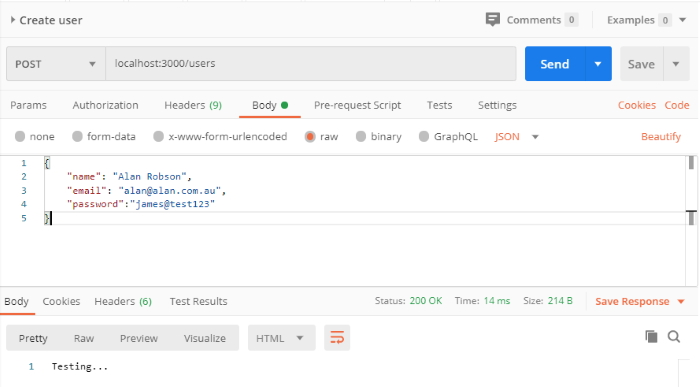 Create user Comments 0 Examples 0
POST localhost:3000/users Send Save
Params Authorization Headers (9) Body Pre-request Script Tests Settings Cookies Code
none form-data x-www-form-urlencoded raw binary GraphQL JSON Beautify
1 {
2 "name": "Alan Robson",
3 "email": "alan@alan.com.au",
4 "password":"james@test123"
5 }
Body Cookies Headers (6) Test Results Status: 200 OK Time: 14 ms Size: 214 B Save Response
Pretty Raw Preview Visualize HTML
1 Testing...